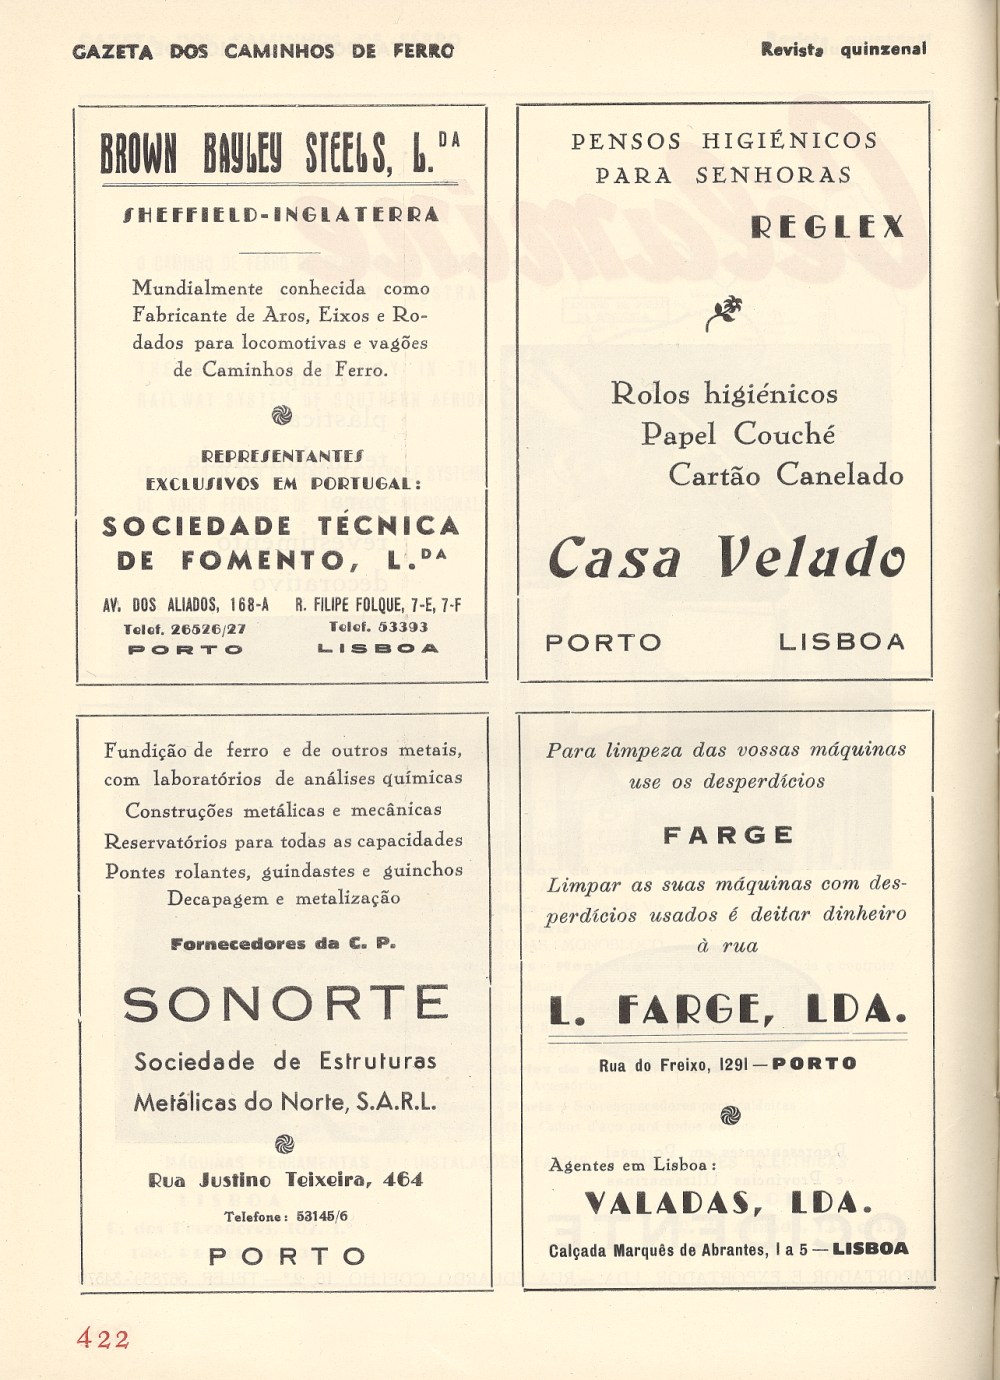 GAZETA DOS CAMINHOS DE FERRO
Revista quinzenal
BROWN BAYLEY STEELS, L.DA
SHEFFIELD-INGLATERRA
Mundialmente conhecida como
Fabricante de Aros, Eixos e Ro-
dados para locomotivas e vagões
de Caminhos de Ferro.
REPRESENTANTES
EXCLUSIVOS EM PORTUGAL:
SOCIEDADE TÉCNICA
DE FOMENTO, L.DA
AV. DOS ALIADOS, 168-A R. FILIPE FOLQUE, 7-E, 7-F
Telef. 26526/27 Telef. 53393
PORTO LISBOA
PENSOS HIGIÉNICOS
PARA SENHORAS
REGLEX
Rolos higiénicos
Papel Couché
Cartão Canelado
Casa Veludo
PORTO LISBOA
Fundição de ferro e de outros metais,
com laboratórios de análises químicas
Construções metálicas e mecânicas
Reservatórios para todas as capacidades
Pontes rolantes, guindastes e guinchos
Decapagem e metalização
Fornecedores da C. P.
SONORTE
Sociedade de Estruturas
Metálicas do Norte, S.A.R.L.
Rua Justino Teixeira, 464
Telefone: 53145/6
PORTO
Para limpeza das vossas máquinas
use os desperdícios
FARGE
Limpar as suas máquinas com des-
perdícios usados é deitar dinheiro
à rua
L. FARGE, LDA.
Rua do Freixo, 1291 — PORTO
Agentes em Lisboa:
VALADAS, LDA.
Calçada Marquês de Abrantes, 1 a 5 — LISBOA
422